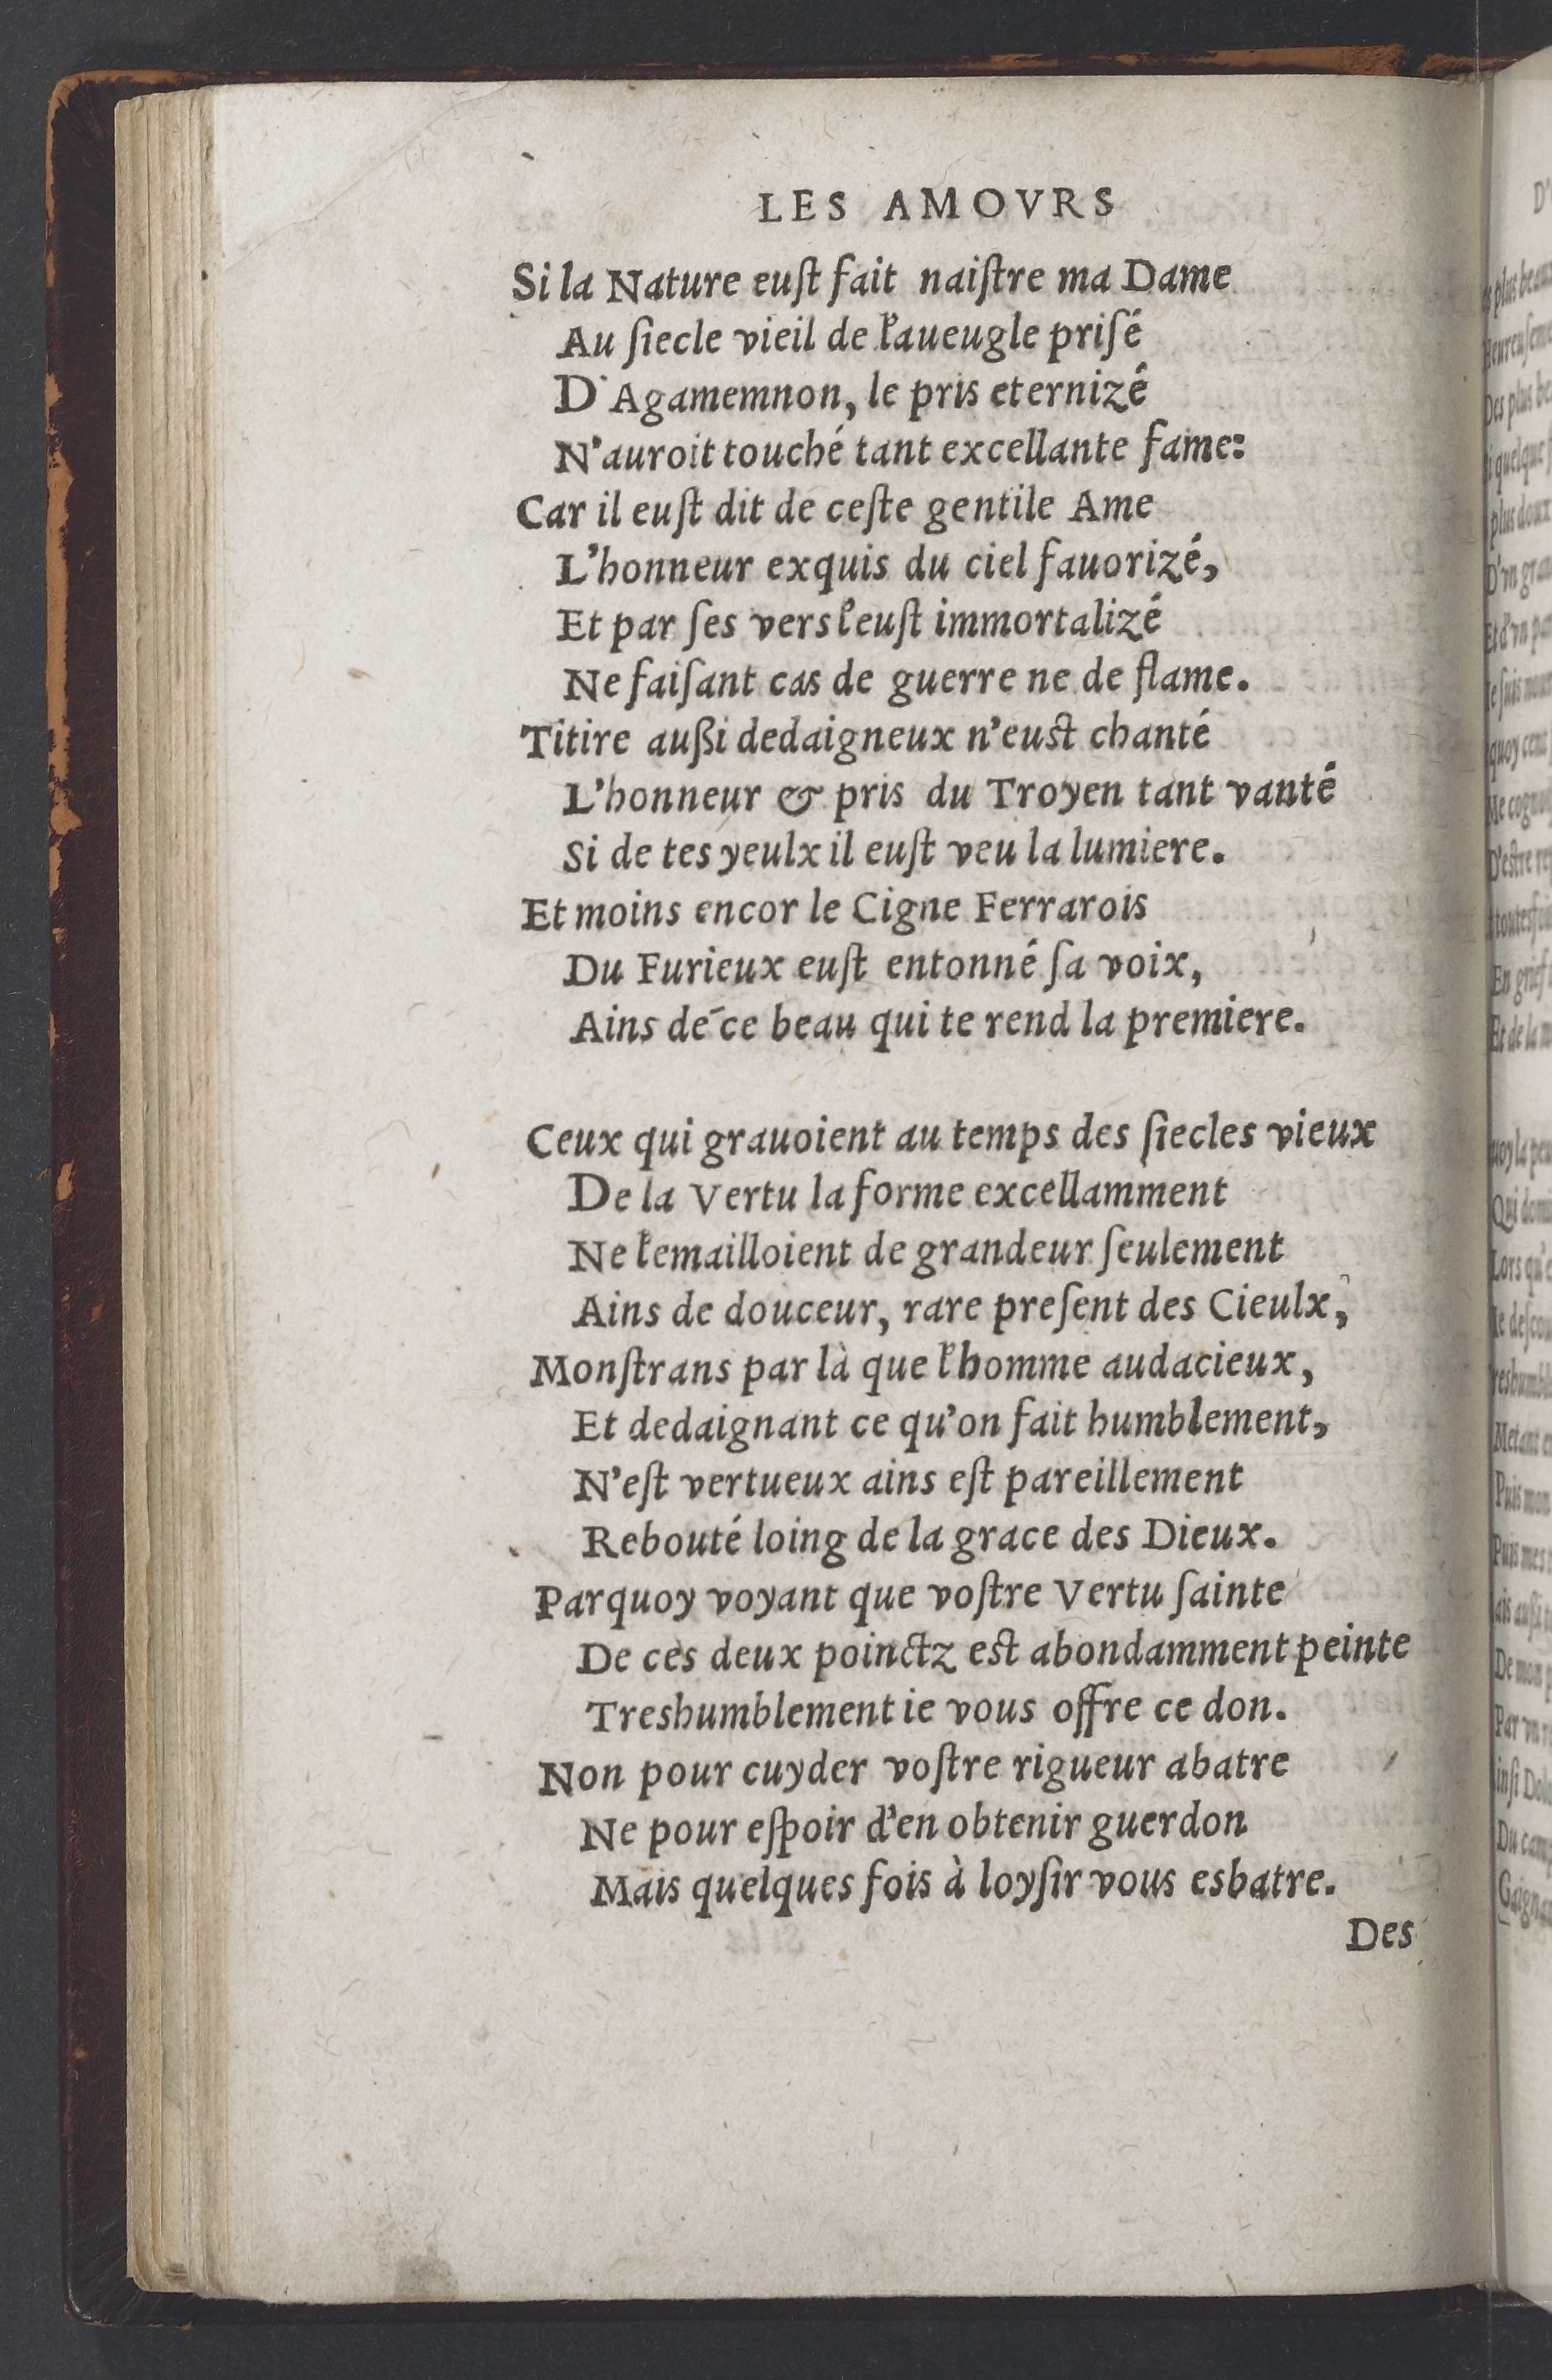 LES AMOVRS
Si la Nature euſt fait naiſtre ma Dame
Au ſiecle vieil de l'aueugle priſé
D'Agamemnon, le pris eternizé
N'auroit touché tant excellante fame:
Car il euſt dit de ceſte gentile Ame
L'honneur exquis du ciel fauorizé,
Et par ſes vers l'euſt immortalizé
Ne faiſant cas de guerre ne de flame.
Titire außi dedaigneux n'eust chanté
L'honneur & pris du Troyen tant vanté
Si de tes yeulx il euſt veu la lumiere.
Et moins encor le Cigne Ferrarois
Du Furieux euſt entonné ſa voix,
Ains de ce beau qui te rend la premiere.
Ceux qui grauoient au temps des ſiecles vieux
De la Vertu la forme excellamment
Ne l'emailloient de grandeur ſeulement
Ains de douceur, rare preſent des Cieulx,
Monſtrans par là que l'homme audacieux,
Et dedaignant ce qu'on fait humblement,
N'eſt vertueux ains eſt pareillement
Rebouté loing de la grace des Dieux.
Parquoy voyant que voſtre Vertu ſainte
De ces deux poinctz est abondamment peinte
Treshumblement ie vous offre ce don.
Non pour cuyder voſtre rigueur abatre
Ne pour eſpoir d'en obtenir guerdon
Mais quelques fois à loyſir vous esbatre.
Des